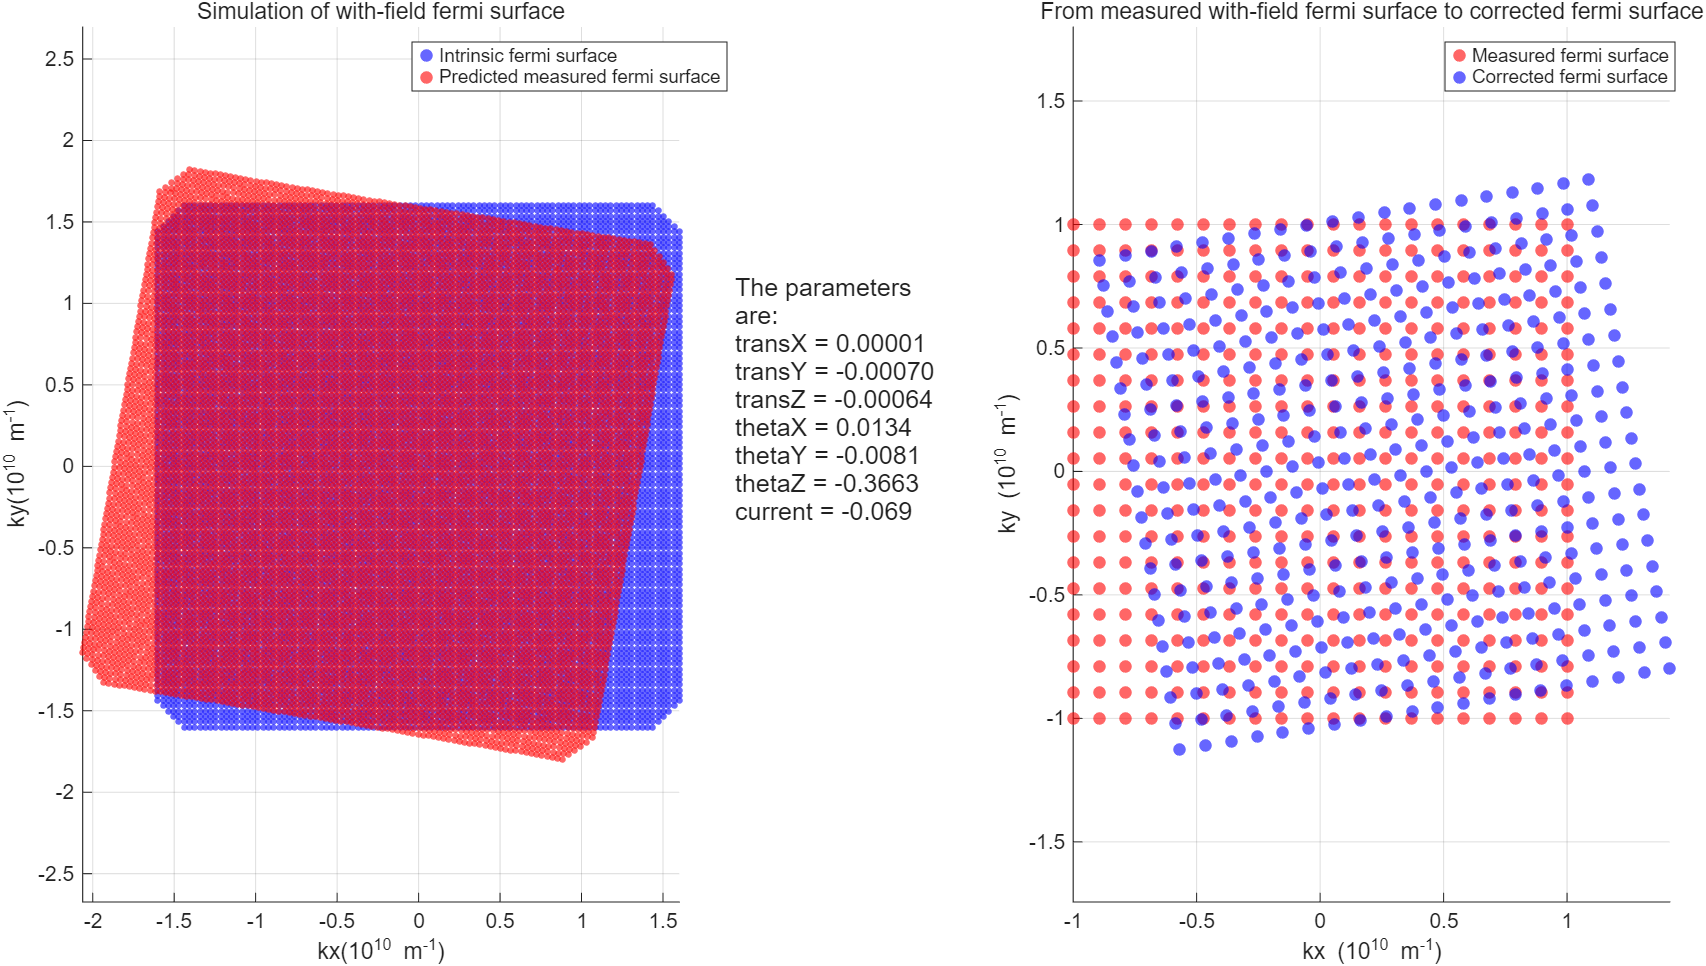 Simulation of with-field fermi surface
Intrinsic fermi surface
Predicted measured fermi surface
2.5
2
1.5
1
0.5
0
-0.5
-1
-1.5
-2
-2.5
ky(10^10 m^-1)
-2 -1.5 -1 -0.5 0 0.5 1 1.5
kx(10^10 m^-1)
The parameters
are:
transX = 0.00001
transY = -0.00070
transZ = -0.00064
thetaX = 0.0134
thetaY = -0.0081
thetaZ = -0.3663
current = -0.069
From measured with-field fermi surface to corrected fermi surface
Measured fermi surface
Corrected fermi surface
1.5
1
0.5
0
-0.5
-1
-1.5
ky (10^10 m^-1)
-1 -0.5 0 0.5 1
kx (10^10 m^-1)